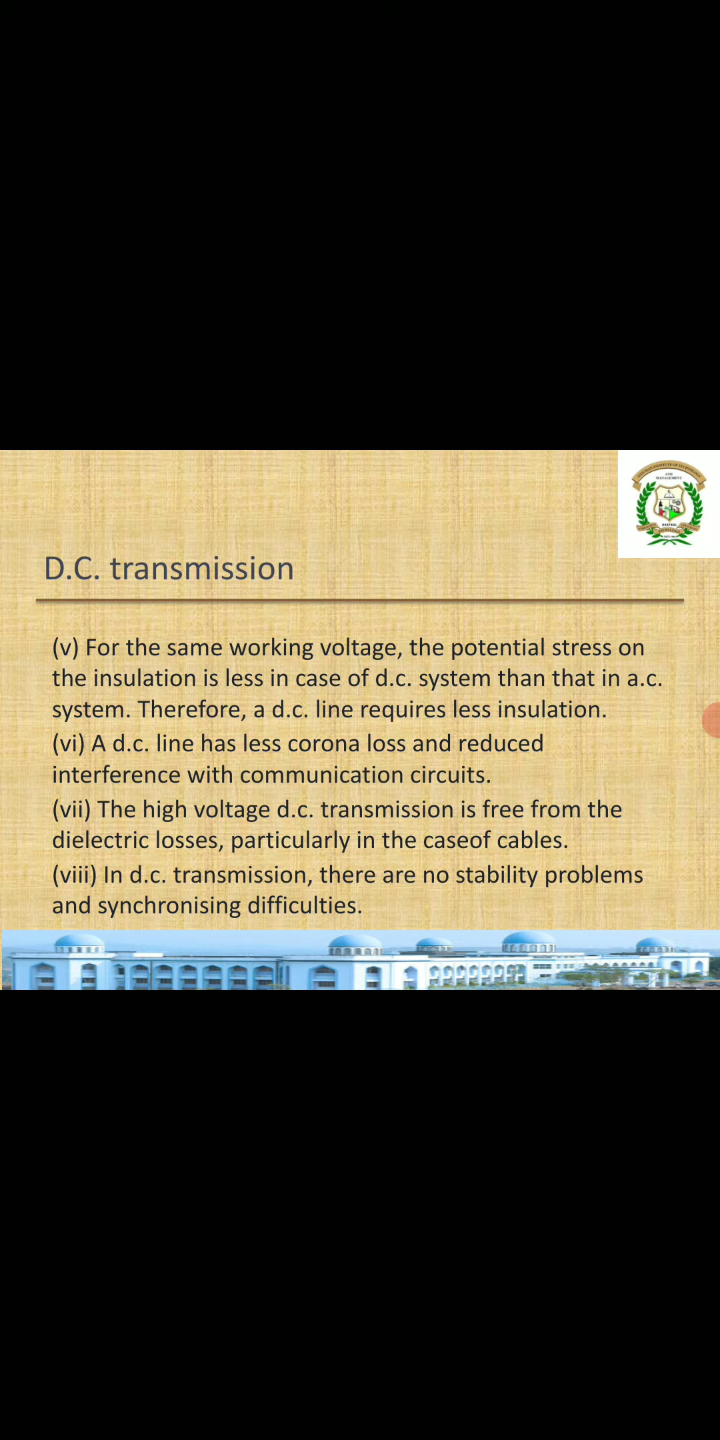 AND
MANAGEMENT
D.C. transmission
(v) For the same working voltage, the potential stress on
the insulation is less in case of d.c. system than that in a.c.
system. Therefore, a d.c. line requires less insulation.
(vi) A d.c. line has less corona loss and reduced
interference with communication circuits.
(vii) The high voltage d.c. transmission is free from the
dielectric losses, particularly in the caseof cables.
(viii) In d.c. transmission, there are no stability problems
and synchronising difficulties.